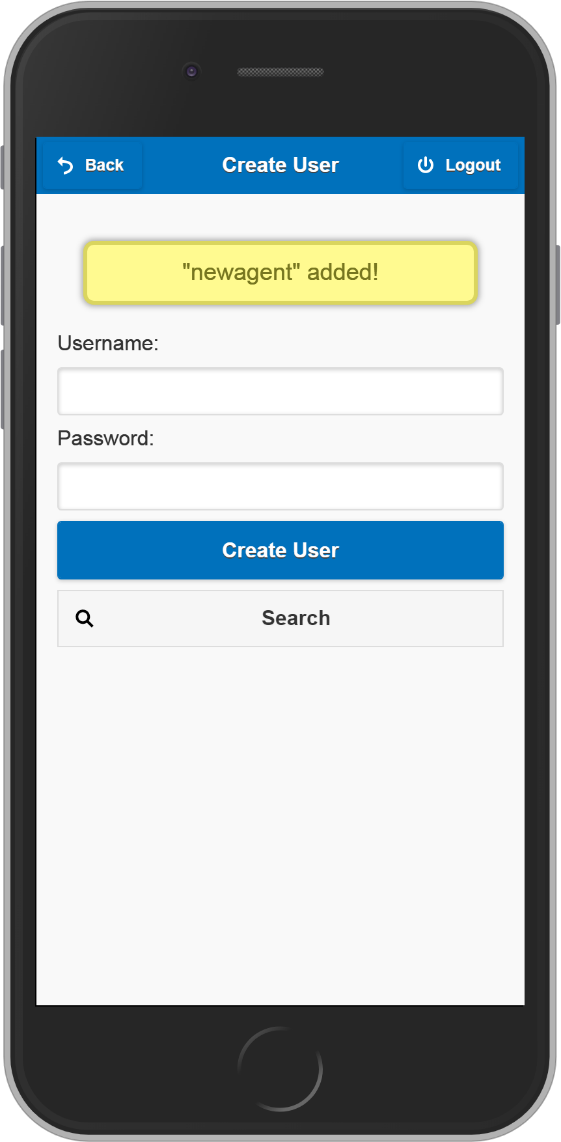 Back
Create User
Logout
"newagent" added!
Username:
Password:
Create User
Search